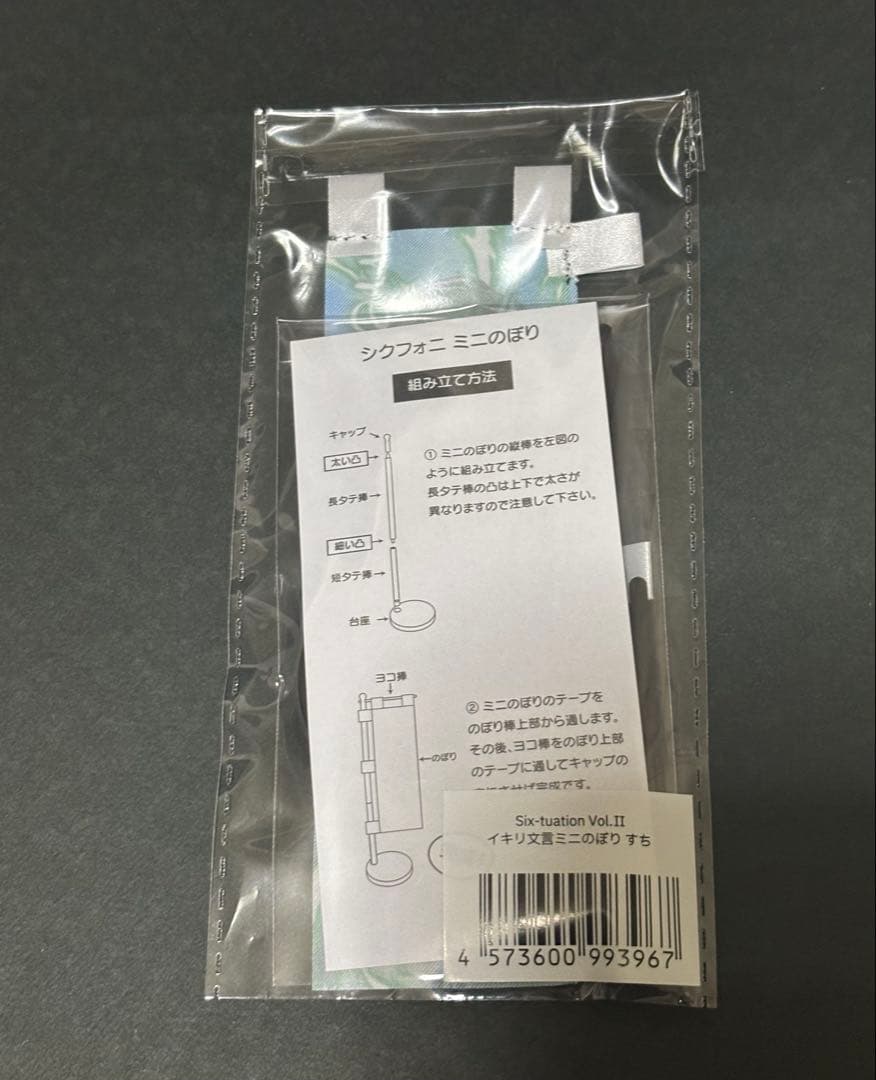 シクフォニ ミニのぼり
組み立て方法
キャップ
太い凸
長タテ棒
細い凸
短タテ棒
台座
① ミニのぼりの縦棒を左図の
ように組み立てます。
長タテ棒の凸は上下で太さが
異なりますので注意して下さい。
ヨコ棒
のぼり
② ミニのぼりのテープを
のぼり棒上部から通します。
その後、ヨコ棒をのぼり上部
のテープに通してキャップの
Six-tuation Vol.II
イキリ文言ミニのぼり すち
4 573600 993967